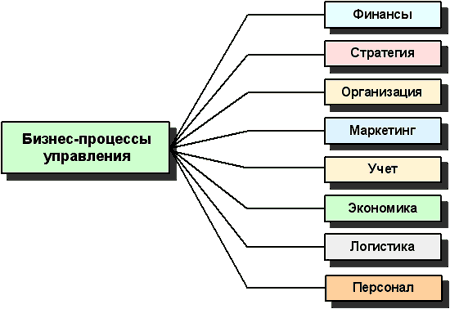 Бизнес-процессы
управления
Финансы
Стратегия
Организация
Маркетинг
Учет
Экономика
Логистика
Персонал